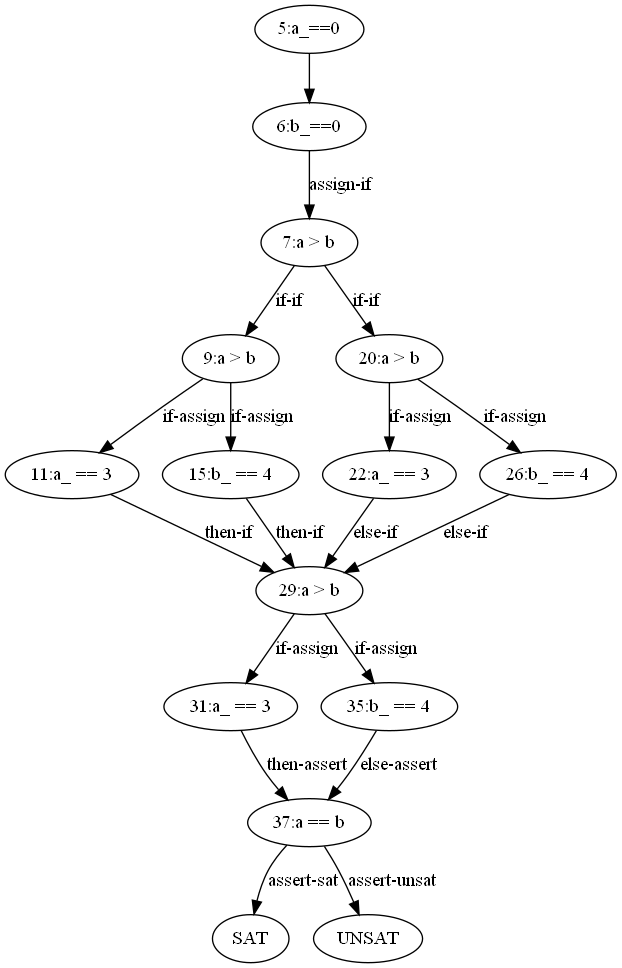 5:a_==0
6:b_==0
assign-if
7:a > b
if-if
if-if
9:a > b
20:a > b
if-assign
if-assign
if-assign
if-assign
11:a_ == 3
15:b_ == 4
22:a_ == 3
26:b_ == 4
then-if
then-if
else-if
else-if
29:a > b
if-assign
if-assign
31:a_ == 3
35:b_ == 4
then-assert
else-assert
37:a == b
assert-sat
assert-unsat
SAT
UNSAT